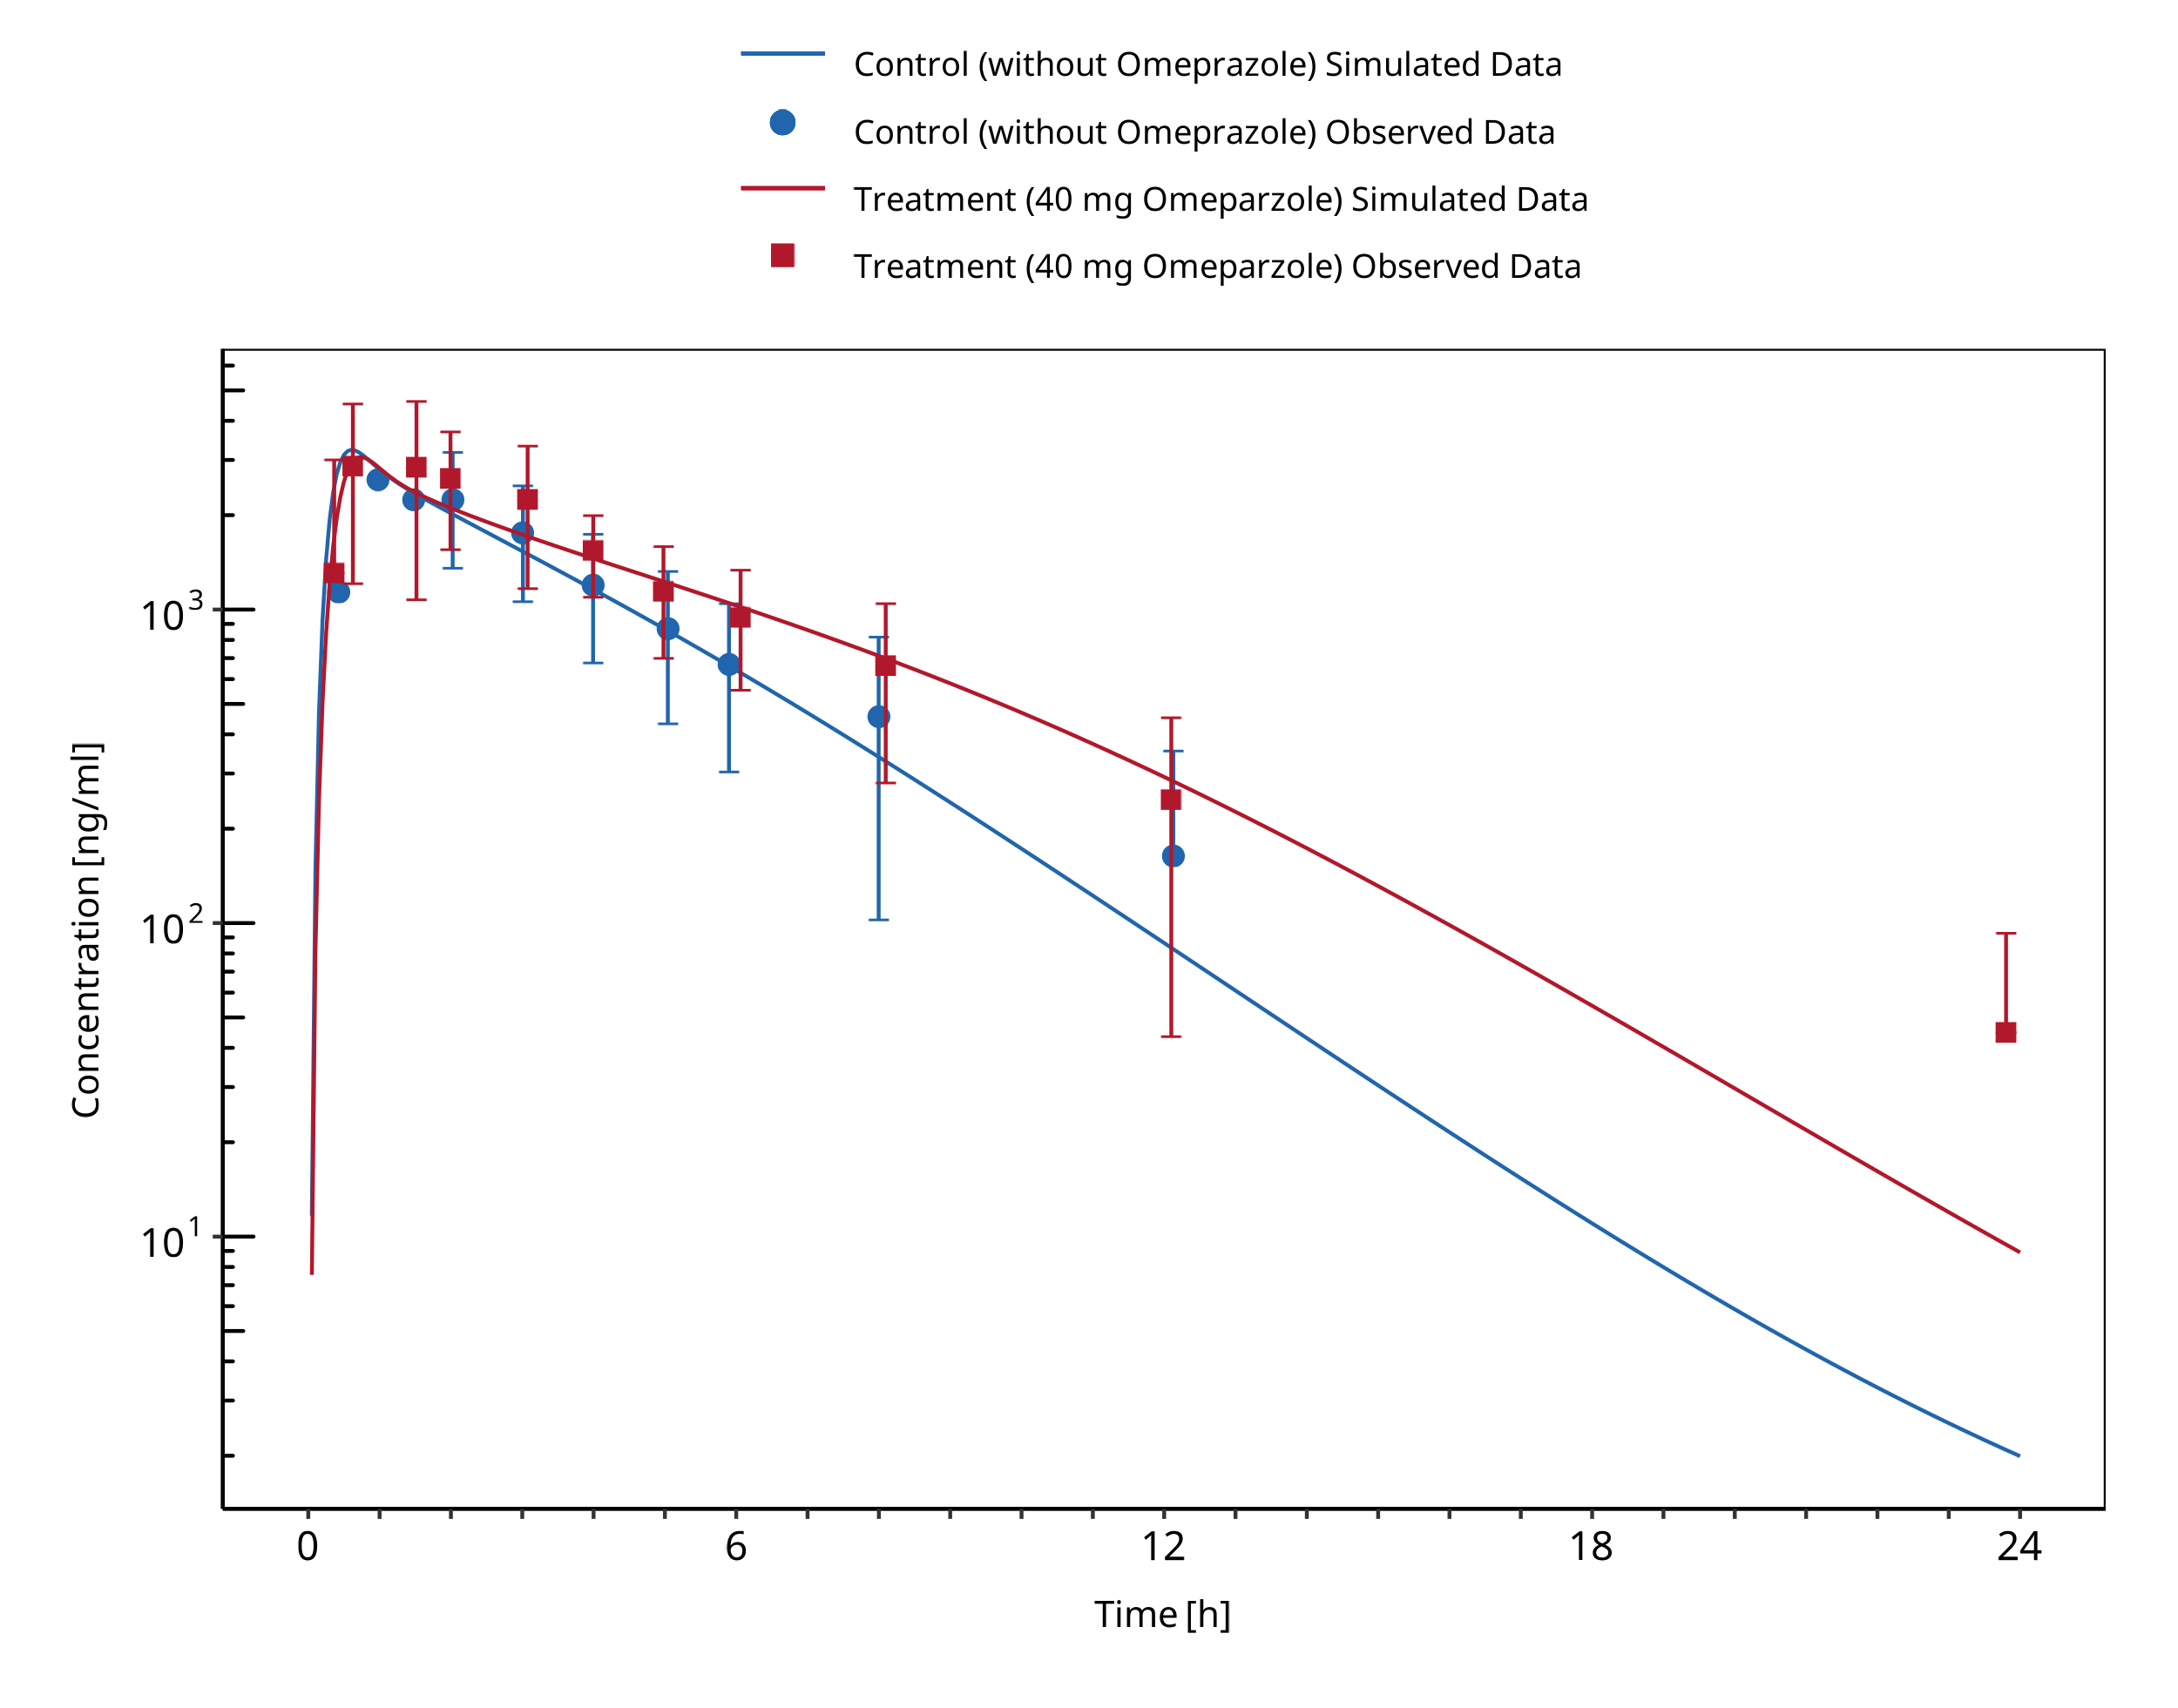 Control (without Omeprazole) Simulated Data
Control (without Omeprazole) Observed Data
Treatment (40 mg Omeparzole) Simulated Data
Treatment (40 mg Omeparzole) Observed Data
Concentration [ng/ml]
10³
10²
10¹
0 6 12 18 24
Time [h]